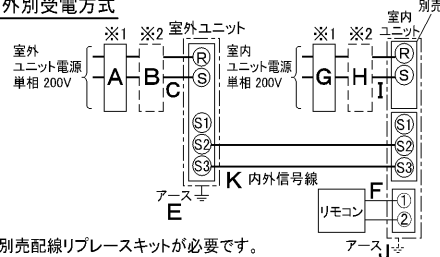 外別受電方式
別売
※1 ※2 室外ユニット
※1 ※2 室内ユニット
室外ユニット電源 単相 200V
A B C R S
室内ユニット電源 単相 200V
G H I R S
S1 S1
S2 S2
S3 S3
K 内外信号線
アース E
リモコン F ① ②
別売配線リプレースキットが必要です。
アース J